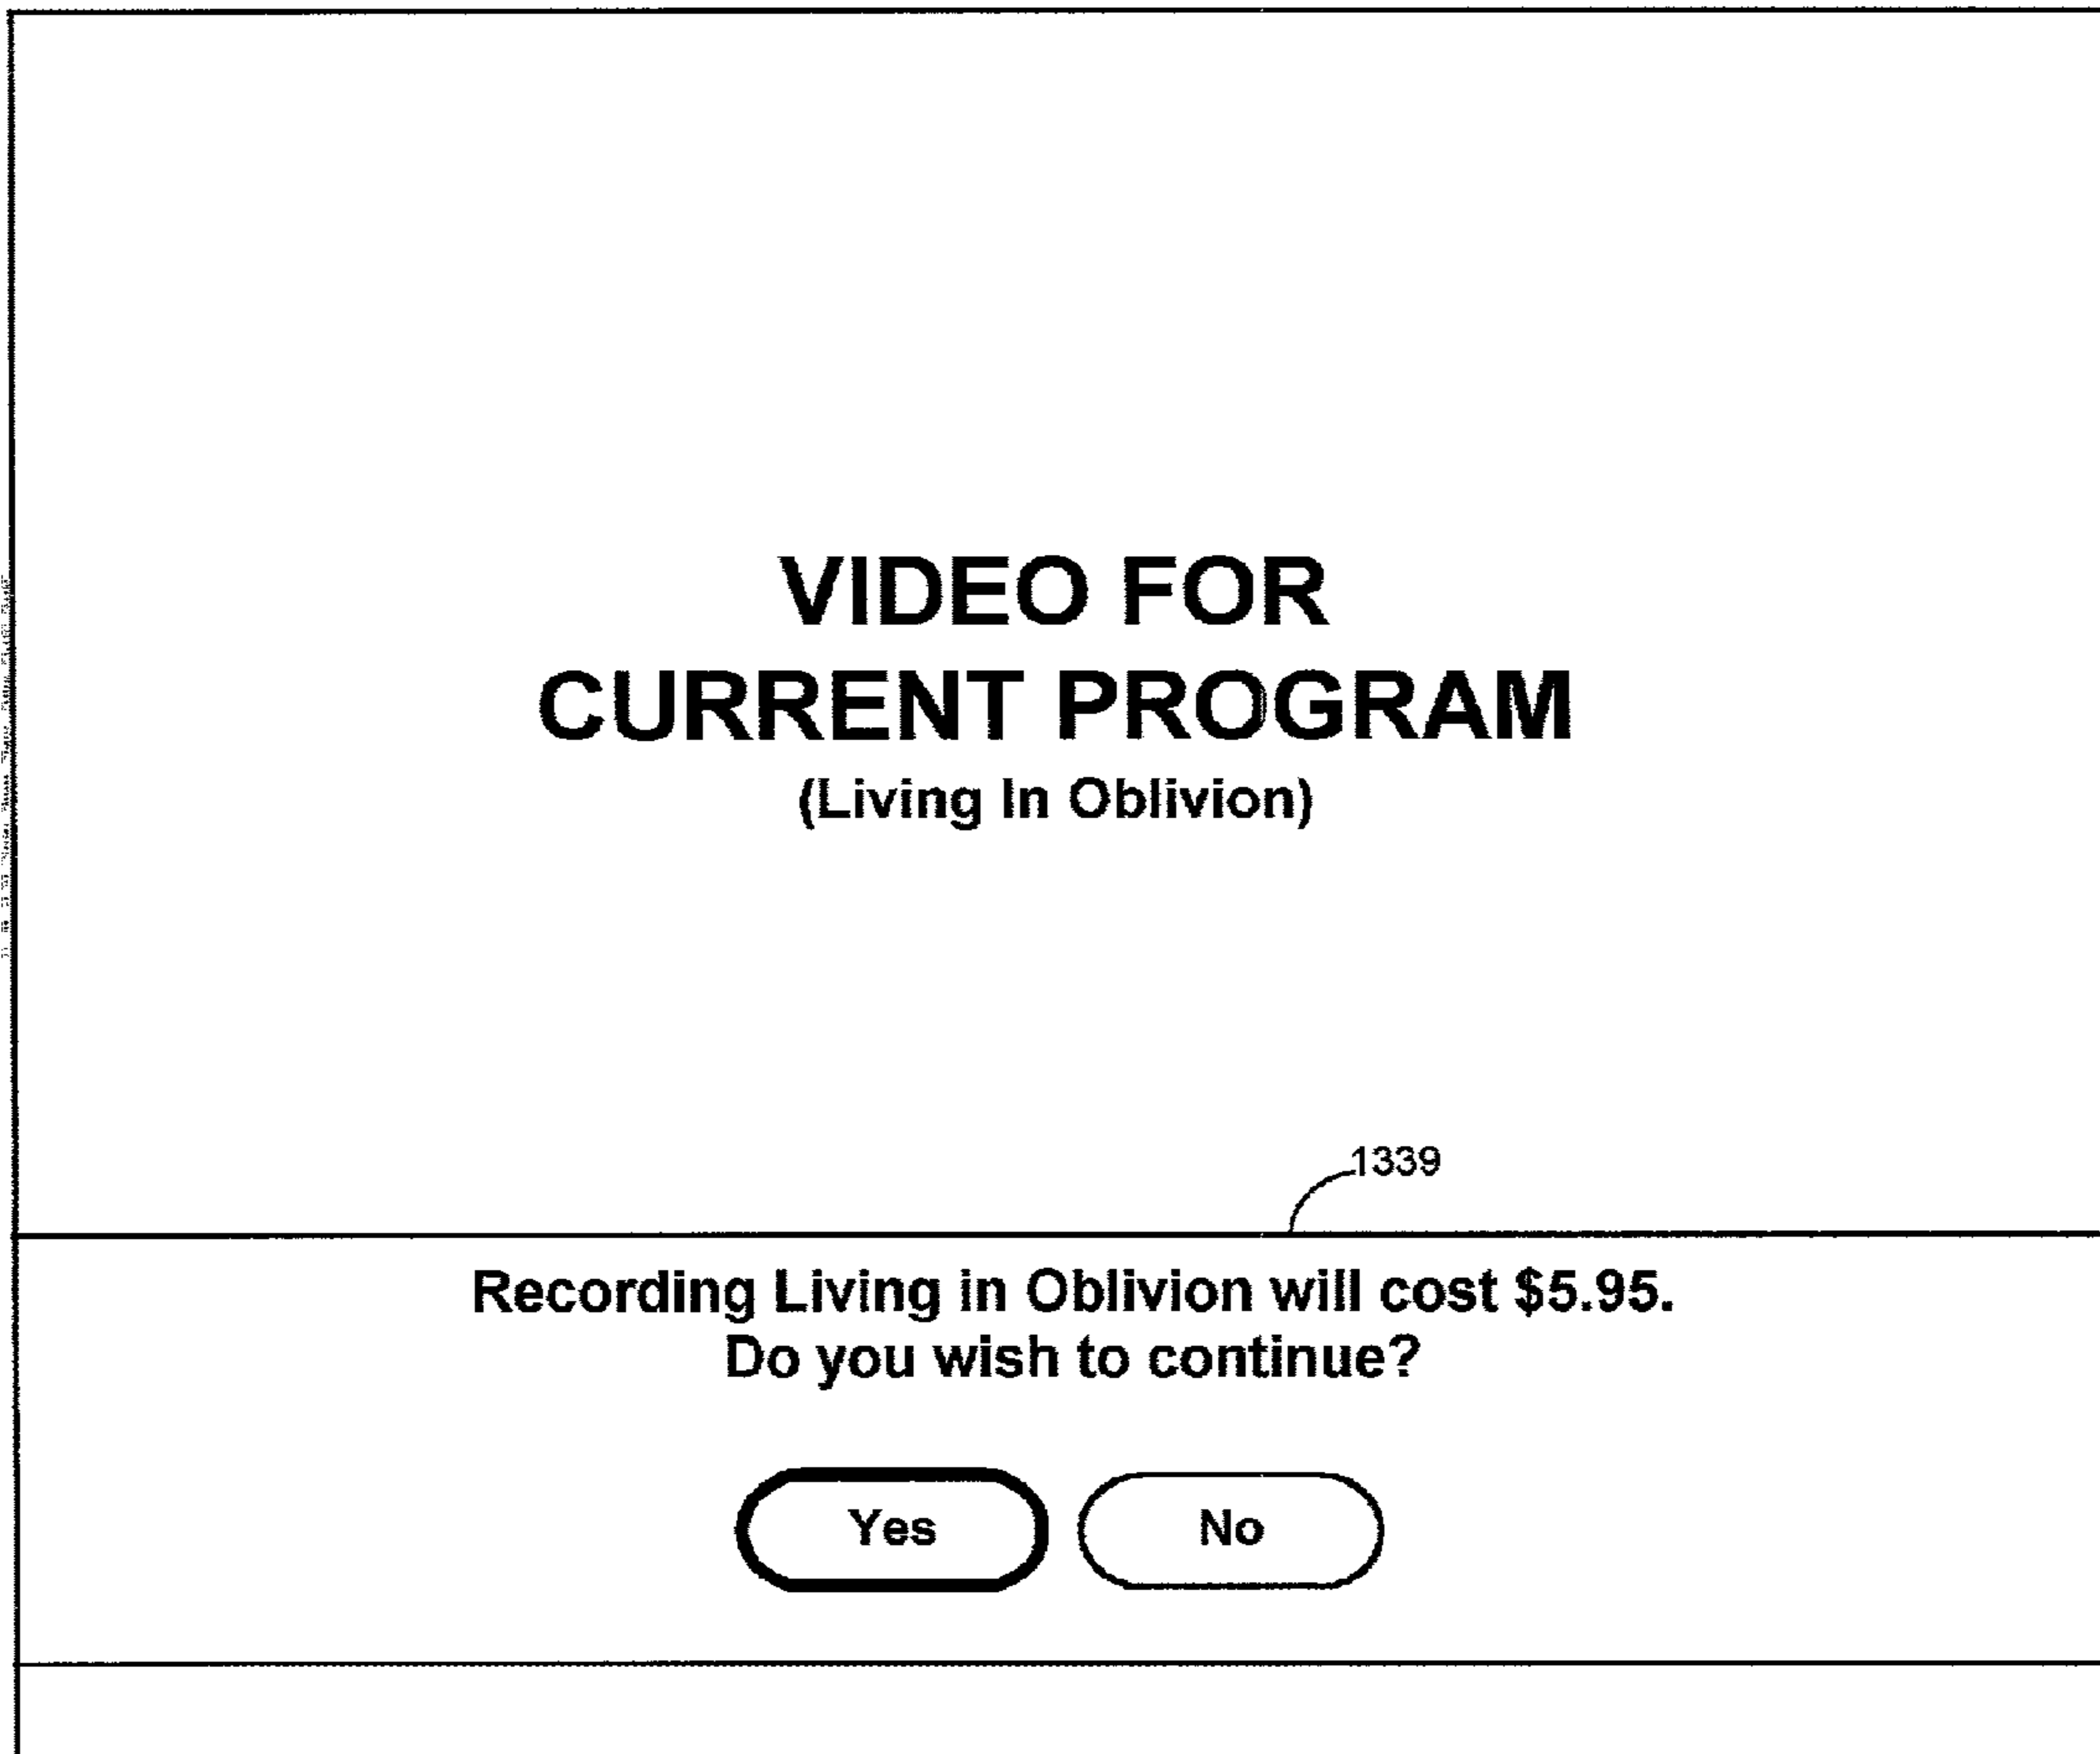 VIDEO FOR
CURRENT PROGRAM
(Living In Oblivion)
1339
Recording Living in Oblivion will cost $5.95.
Do you wish to continue?
Yes No